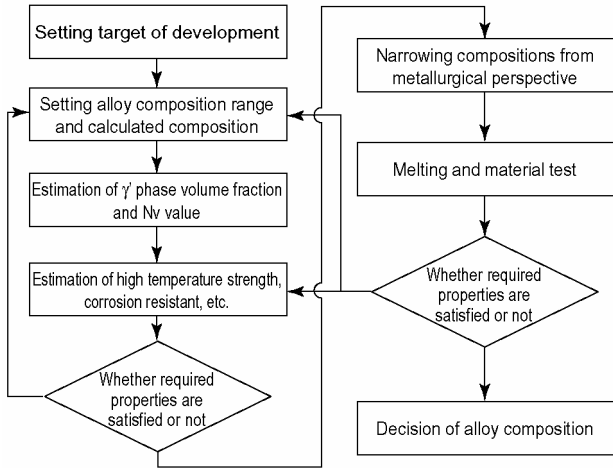 Setting target of development
Setting alloy composition range
and calculated composition
Estimation of γ' phase volume fraction
and Nv value
Estimation of high temperature strength,
corrosion resistant, etc.
Whether required
properties are
satisfied or not
Narrowing compositions from
metallurgical perspective
Melting and material test
Whether required
properties are
satisfied or not
Decision of alloy composition